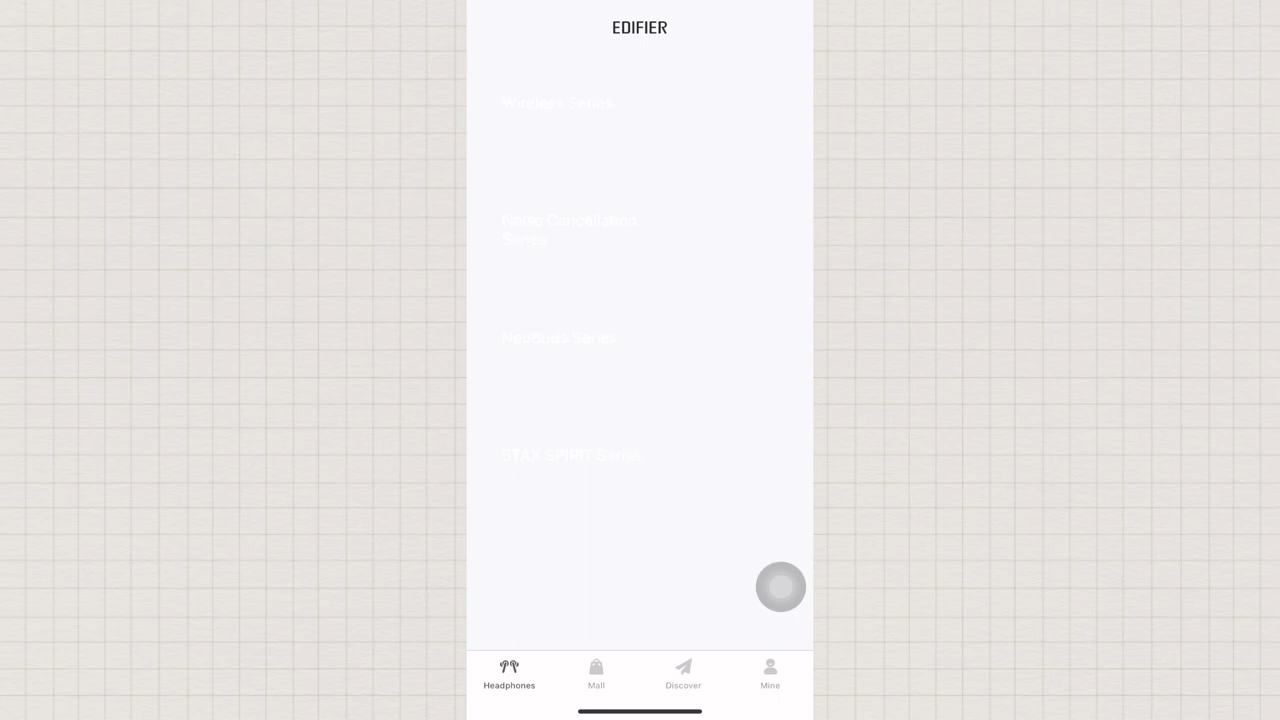 EDIFIER
Wireless Series
Noise Cancellation
Series
NeoBuds Series
STAX SPIRIT Series
Headphones
Mall
Discover
Mine